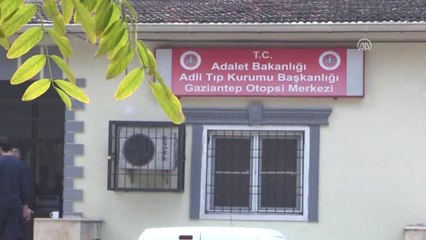 T.C.
Adalet Bakanlığı
Adli Tıp Kurumu Başkanlığı
Gaziantep Otopsi Merkezi